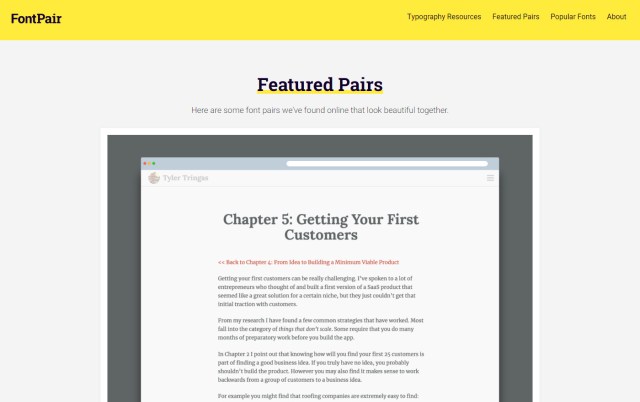 FontPair
Typography Resources Featured Pairs Popular Fonts About
Featured Pairs
Here are some font pairs we've found online that look beautiful together.
Tyler Tringas
Chapter 5: Getting Your First
Customers
<< Back to Chapter 4: From Idea to Building a Minimum Viable Product
Getting your first customers can be really challenging. I've spoken to a lot of
entrepreneurs who thought of and built a first version of a SaaS product that
seemed like a great solution for a certain niche, but they just couldn't get that
initial traction with customers.
From my research I have found a few common strategies that have worked. Most
fall into the category of things that don't scale. Some require that you do many
months of preparatory work before you build the app.
In Chapter 2 I point out that knowing how will you find your first 25 customers is
part of finding a good business idea. If you truly have no idea, you probably
shouldn't build the product. However you may also find it makes sense to work
backwards from a group of customers to a business idea.
For example you might find that roofing companies are extremely easy to find: